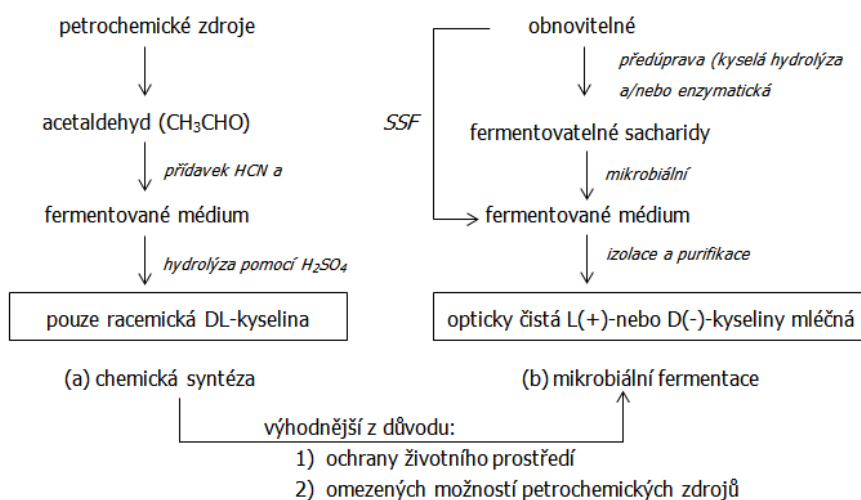 petrochemické zdroje
acetaldehyd (CH₃CHO)
přídavek HCN a
fermentované médium
hydrolýza pomocí H₂SO₄
pouze racemická DL-kyselina
(a) chemická syntéza
obnovitelné
předúprava (kyselá hydrolýza
a/nebo enzymatická
SSF
fermentovatelné sacharidy
mikrobiální
fermentované médium
izolace a purifikace
opticky čistá L(+)-nebo D(-)-kyseliny mléčná
(b) mikrobiální fermentace
výhodnější z důvodu:
1) ochrany životního prostředí
2) omezených možností petrochemických zdrojů